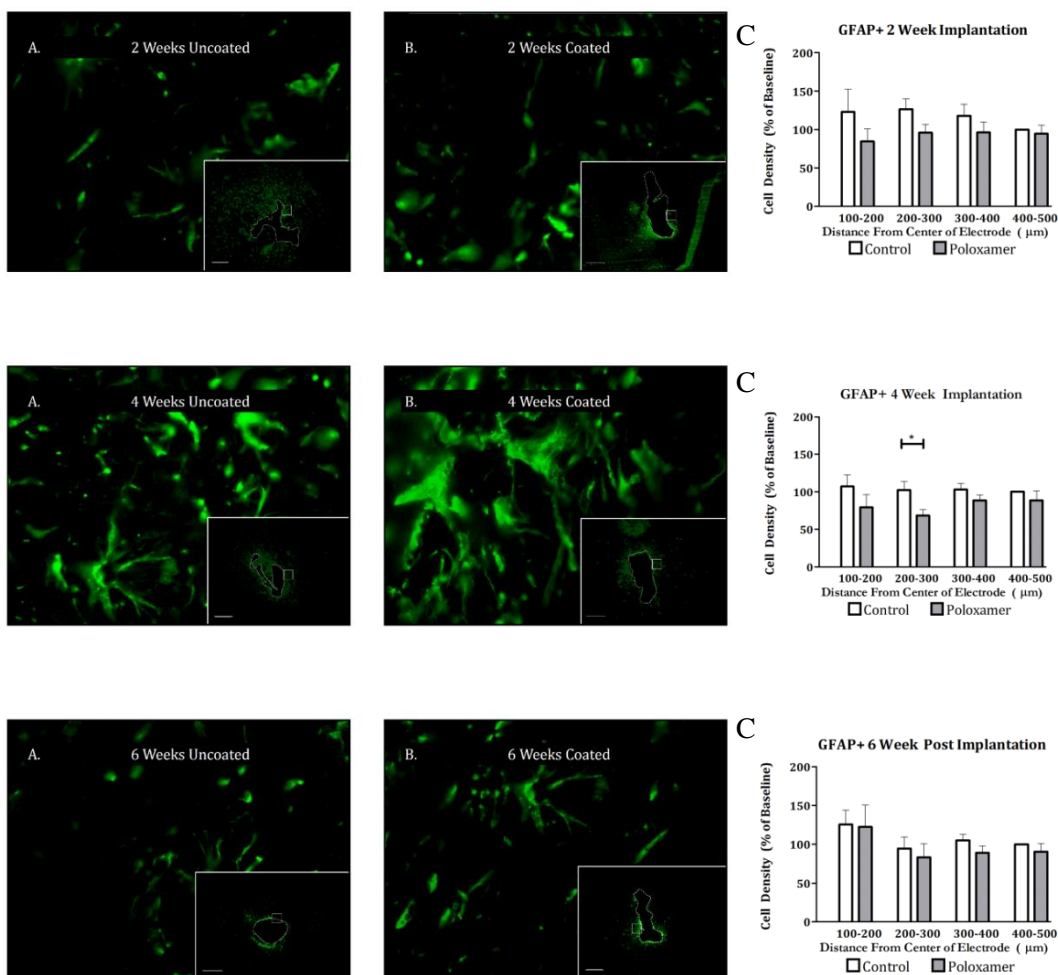 A. 2 Weeks Uncoated
B. 2 Weeks Coated
C
GFAP+ 2 Week Implantation
Cell Density (% of Baseline)
200
150
100
50
0
100-200 200-300 300-400 400-500
Distance From Center of Electrode ( μm)
Control Poloxamer
A. 4 Weeks Uncoated
B. 4 Weeks Coated
C
GFAP+ 4 Week Implantation
Cell Density (% of Baseline)
200
150
100
50
0
*
100-200 200-300 300-400 400-500
Distance From Center of Electrode ( μm)
Control Poloxamer
A. 6 Weeks Uncoated
B. 6 Weeks Coated
C
GFAP+ 6 Week Post Implantation
Cell Density (% of Baseline)
200
150
100
50
0
100-200 200-300 300-400 400-500
Distance From Center of Electrode ( μm)
Control Poloxamer